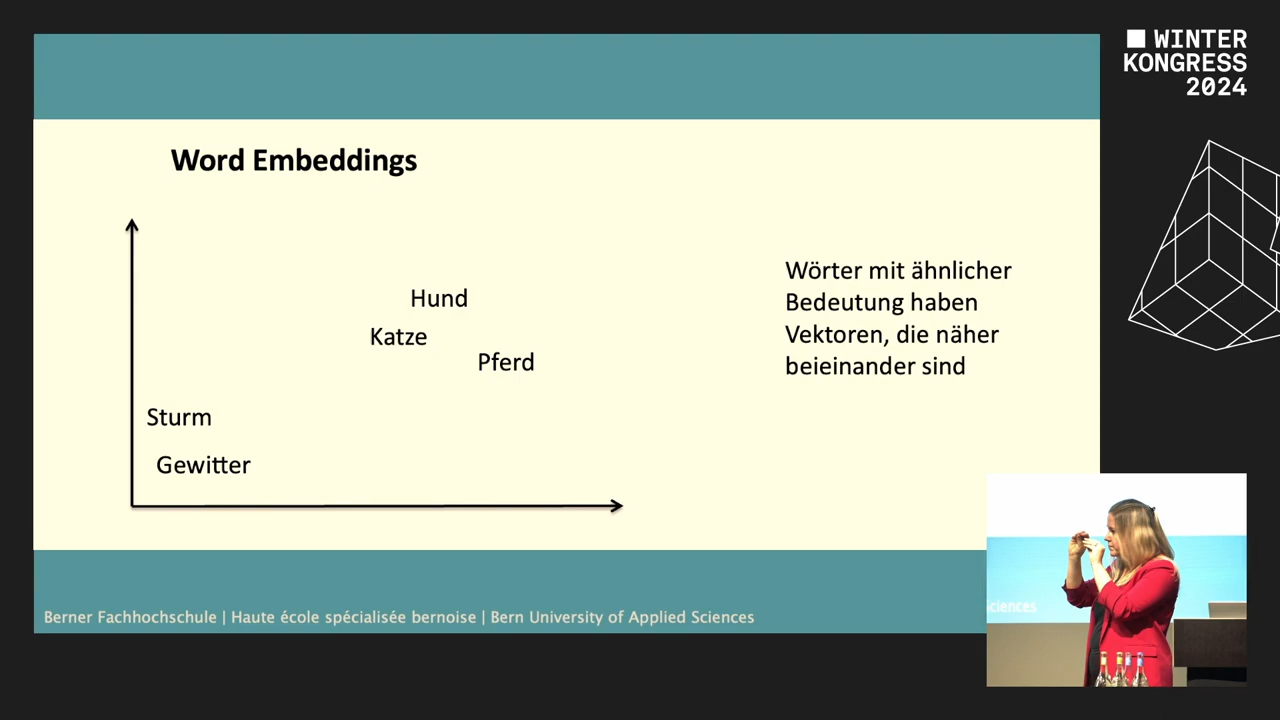 WINTER
KONGRESS
2024
Word Embeddings
Hund
Katze
Pferd
Sturm
Gewitter
Wörter mit ähnlicher
Bedeutung haben
Vektoren, die näher
beieinander sind
Berner Fachhochschule | Haute école spécialisée bernoise | Bern University of Applied Sciences
Sciences